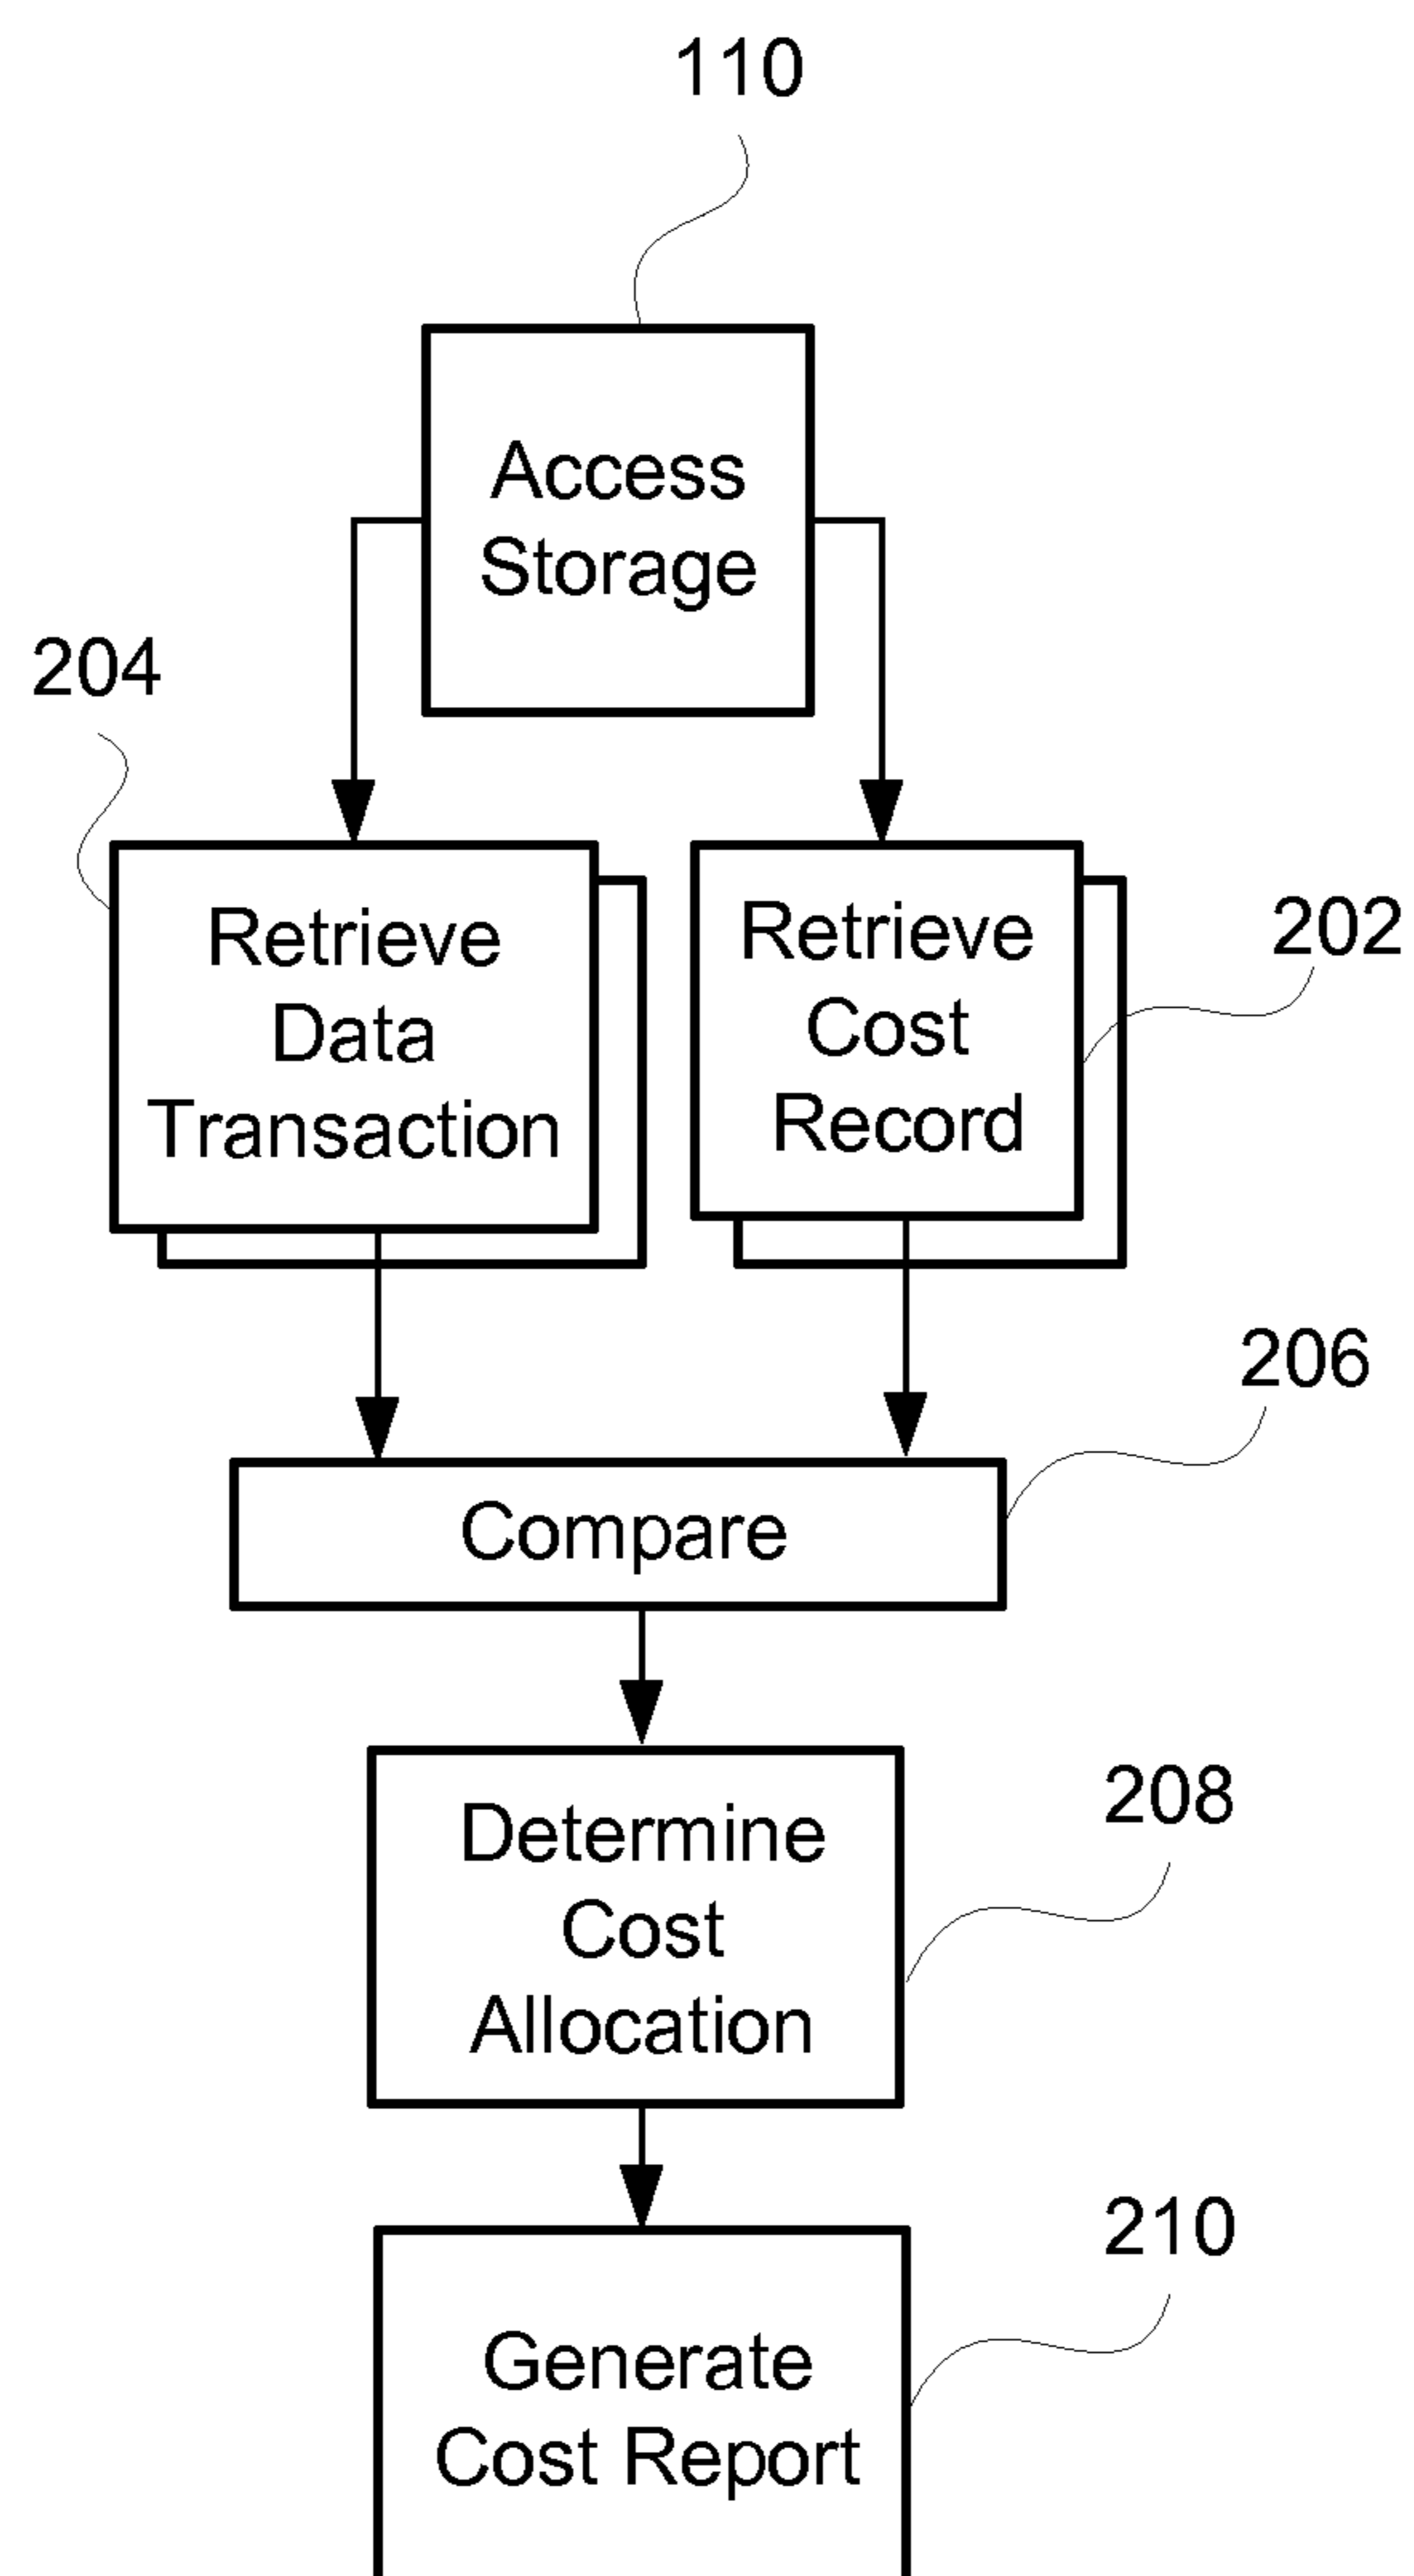 110
Access
Storage
204
Retrieve
Data
Transaction
Retrieve
Cost
Record
202
206
Compare
Determine
Cost
Allocation
208
210
Generate
Cost Report